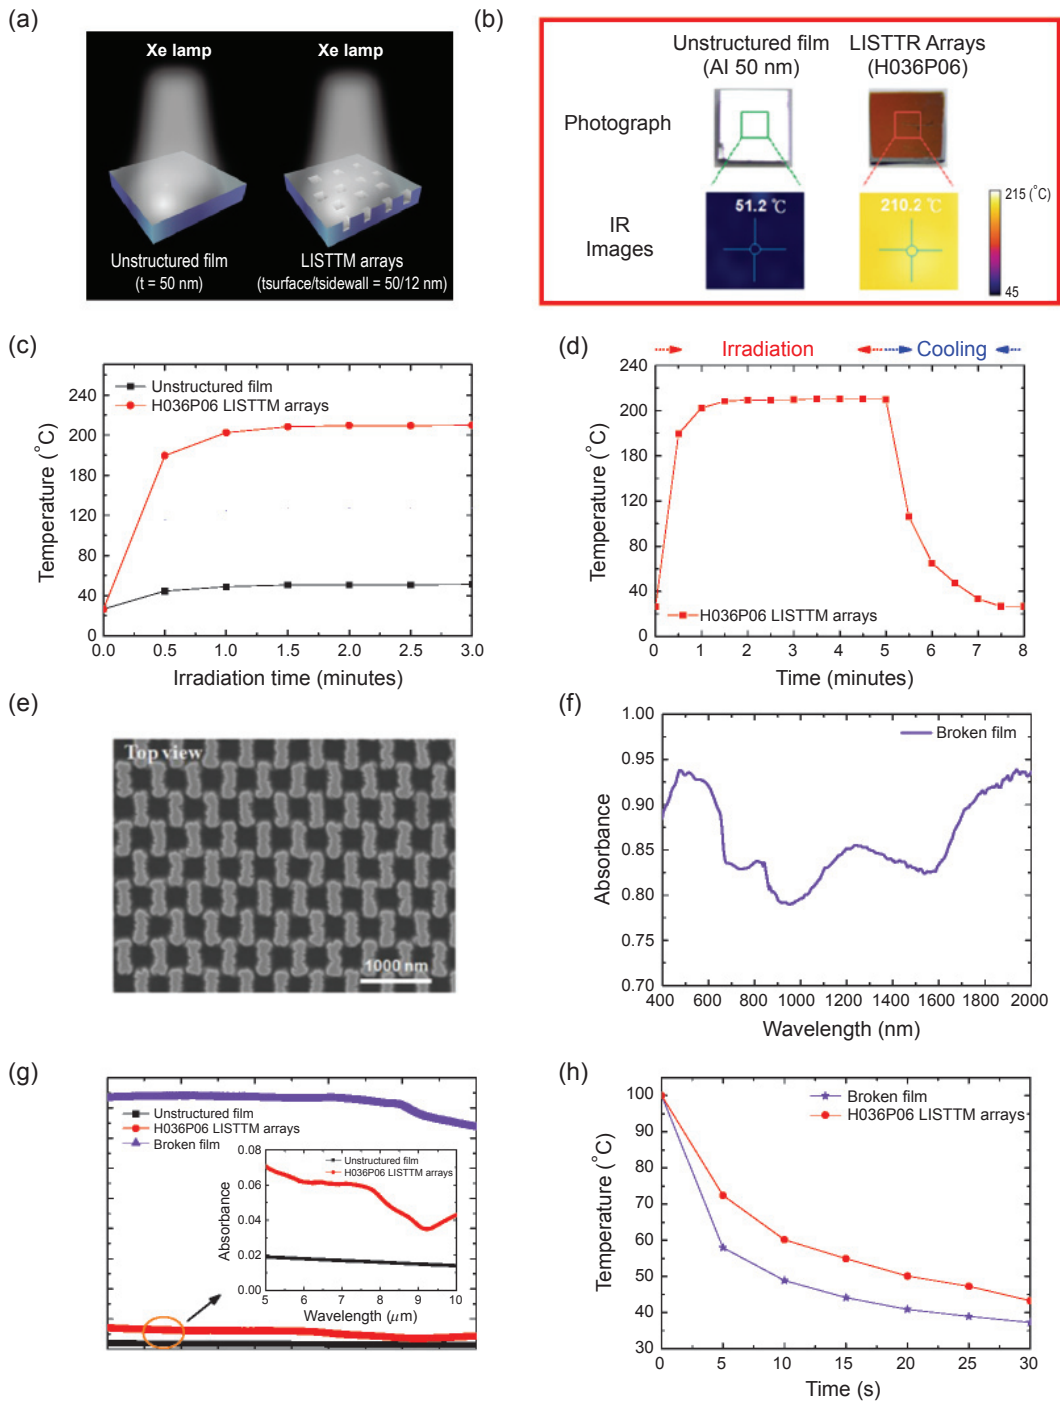 (a)
Xe lamp
Xe lamp
Unstructured film
(t = 50 nm)
LISTTM arrays
(tsurface/tsidewall = 50/12 nm)
(b)
Unstructured film
(Al 50 nm)
LISTTR Arrays
(H036P06)
Photograph
IR
Images
51.2 ℃
210.2 ℃
215 (°C)
45
(c)
Unstructured film
H036P06 LISTTM arrays
Temperature (°C)
240
200
180
120
80
40
0
0.0
0.5
1.0
1.5
2.0
2.5
3.0
Irradiation time (minutes)
(d)
Irradiation
Cooling
Temperature (°C)
240
200
180
120
80
40
0
H036P06 LISTTM arrays
0
1
2
3
4
5
6
7
8
Time (minutes)
(e)
Top view
1000 nm
(f)
Broken film
Absorbance
1.00
0.95
0.90
0.85
0.80
0.75
0.70
400
600
800
1000
1200
1400
1600
1800
2000
Wavelength (nm)
(g)
Unstructured film
H036P06 LISTTM arrays
Broken film
Unstructured film
H036P06 LISTTM arrays
Absorbance
0.08
0.06
0.04
0.02
0.00
5
6
7
8
9
10
Wavelength (μm)
(h)
Broken film
H036P06 LISTTM arrays
Temperature (°C)
100
90
80
70
60
50
40
30
0
5
10
15
20
25
30
Time (s)